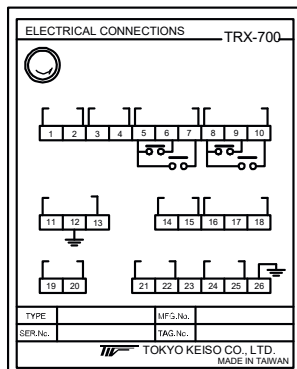 ELECTRICAL CONNECTIONS TRX-700
1 2 3 4 5 6 7 8 9 10
11 12 13 14 15 16 17 18
19 20 21 22 23 24 25 26
TYPE MFG.No.
SER.No. TAG.No.
TOKYO KEISO CO., LTD.
MADE IN TAIWAN